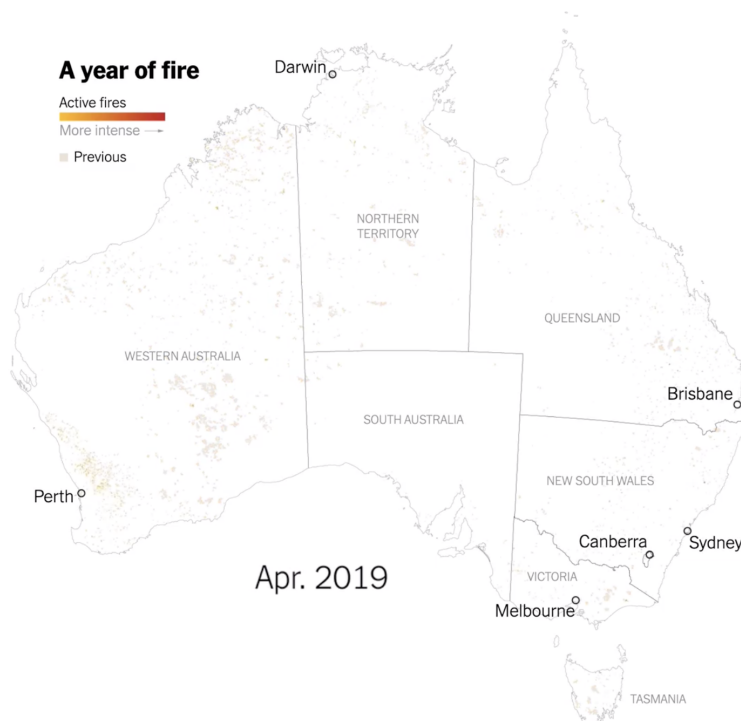 A year of fire
Active fires
More intense
Previous
Darwin
NORTHERN
TERRITORY
QUEENSLAND
WESTERN AUSTRALIA
Brisbane
SOUTH AUSTRALIA
NEW SOUTH WALES
Perth
Canberra
Sydney
Apr. 2019
VICTORIA
Melbourne
TASMANIA